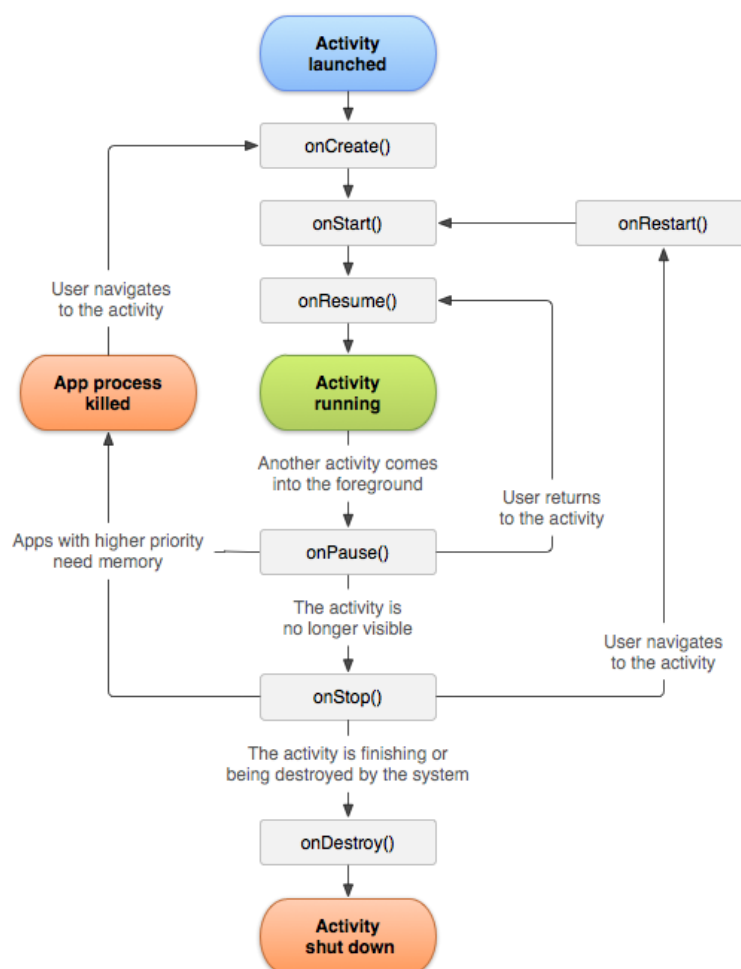 Activity
launched
onCreate()
onStart()
onRestart()
User navigates
to the activity
onResume()
App process
killed
Activity
running
Another activity comes
into the foreground
User returns
to the activity
Apps with higher priority
need memory
onPause()
The activity is
no longer visible
User navigates
to the activity
onStop()
The activity is finishing or
being destroyed by the system
onDestroy()
Activity
shut down